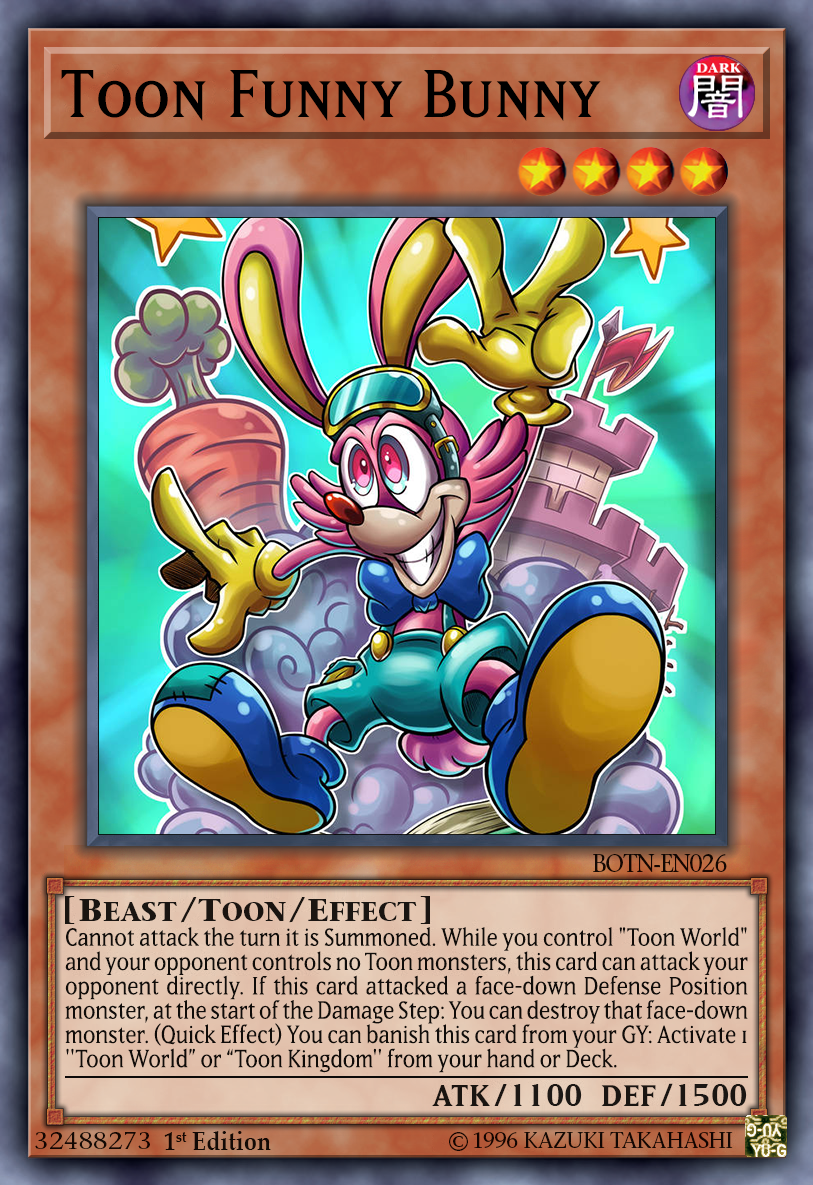 Toon Funny Bunny
DARK
闇
BOTN-EN026
[Beast/Toon/Effect]
Cannot attack the turn it is Summoned. While you control "Toon World"
and your opponent controls no Toon monsters, this card can attack your
opponent directly. If this card attacked a face-down Defense Position
monster, at the start of the Damage Step: You can destroy that face-down
monster. (Quick Effect) You can banish this card from your GY: Activate 1
''Toon World” or “Toon Kingdom'' from your hand or Deck.
ATK/1100 DEF/1500
32488273 1st Edition
©1996 KAZUKI TAKAHASHI
YU-G
YU-G